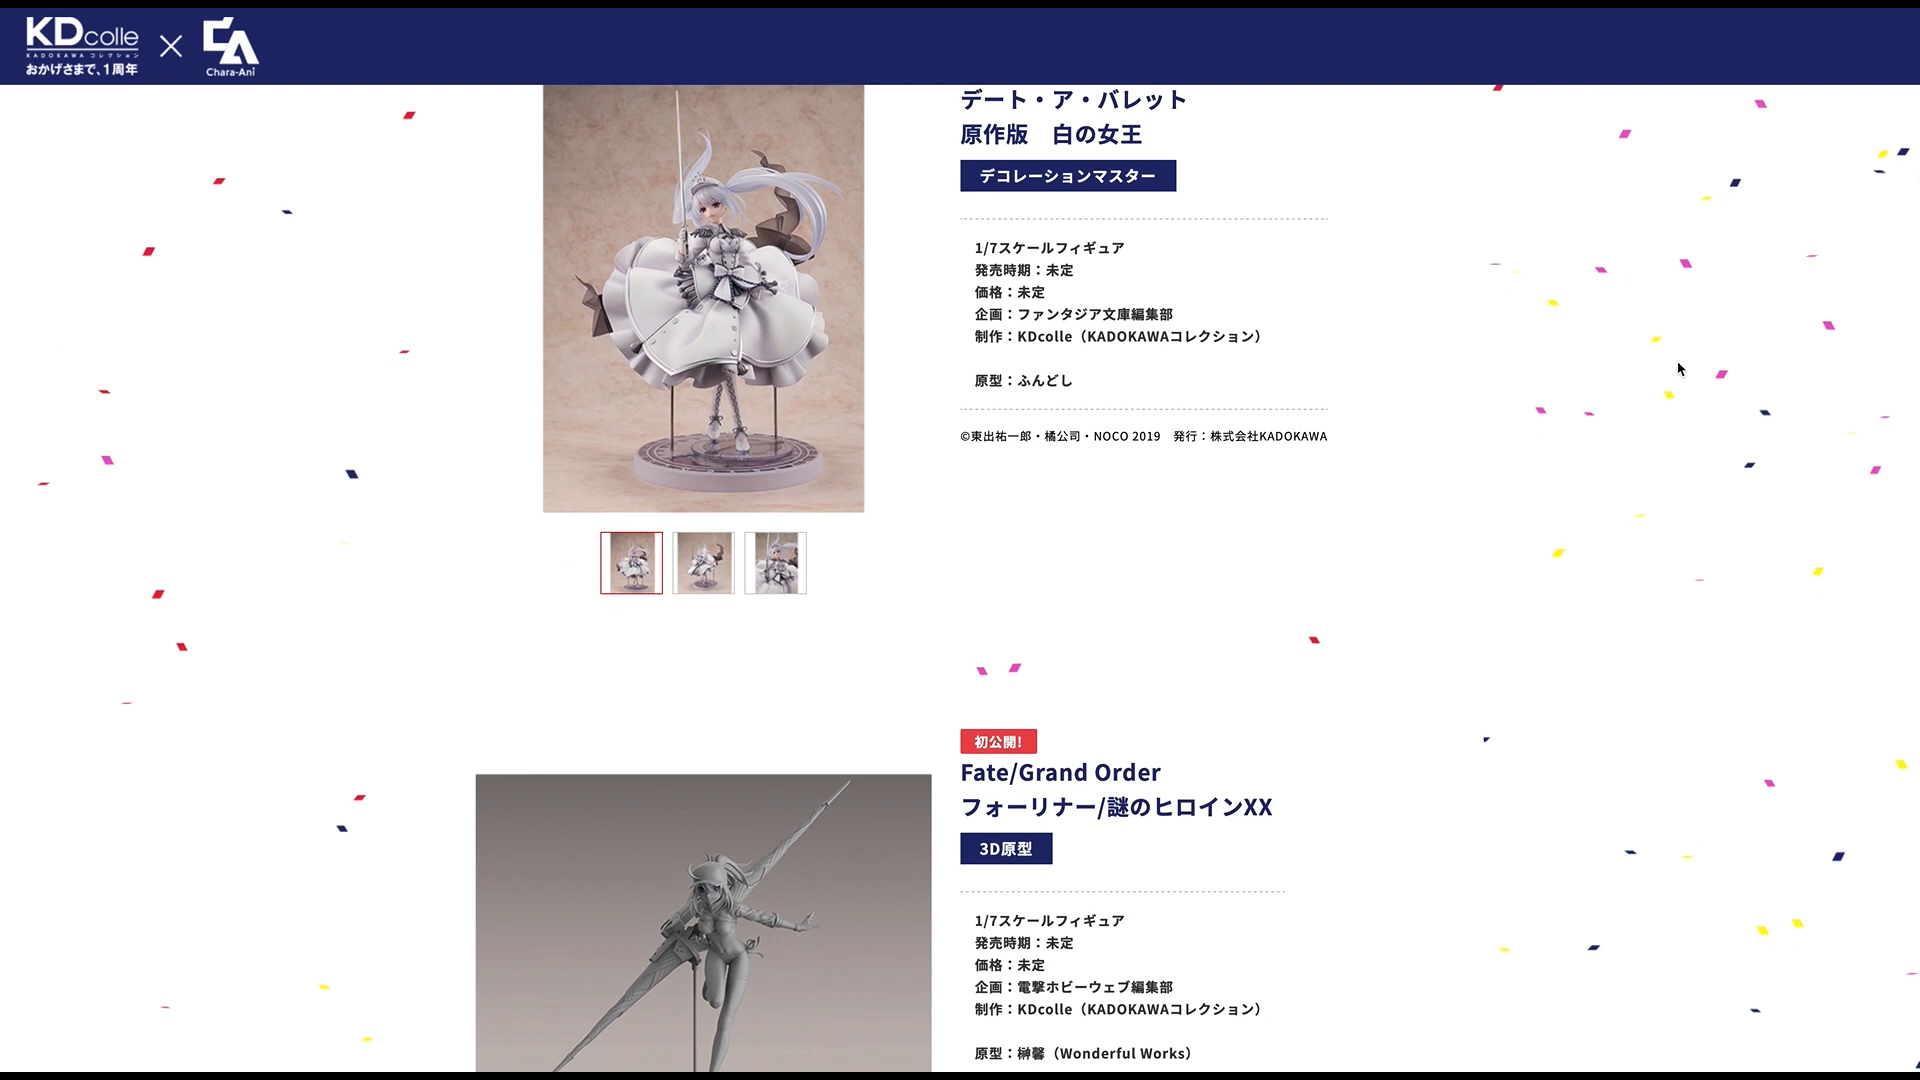 KDcolle
KADOKAWA コレクション
おかげさまで、1周年
CA
Chara-Ani
デート・ア・バレット
原作版　白の女王
デコレーションマスター
1/7スケールフィギュア
発売時期：未定
価格：未定
企画：ファンタジア文庫編集部
制作：KDcolle（KADOKAWAコレクション）
原型：ふんどし
©東出祐一郎・橘公司・NOCO 2019　発行：株式会社KADOKAWA
初公開!
Fate/Grand Order
フォーリナー/謎のヒロインXX
3D原型
1/7スケールフィギュア
発売時期：未定
価格：未定
企画：電撃ホビーウェブ編集部
制作：KDcolle（KADOKAWAコレクション）
原型：榊馨（Wonderful Works）